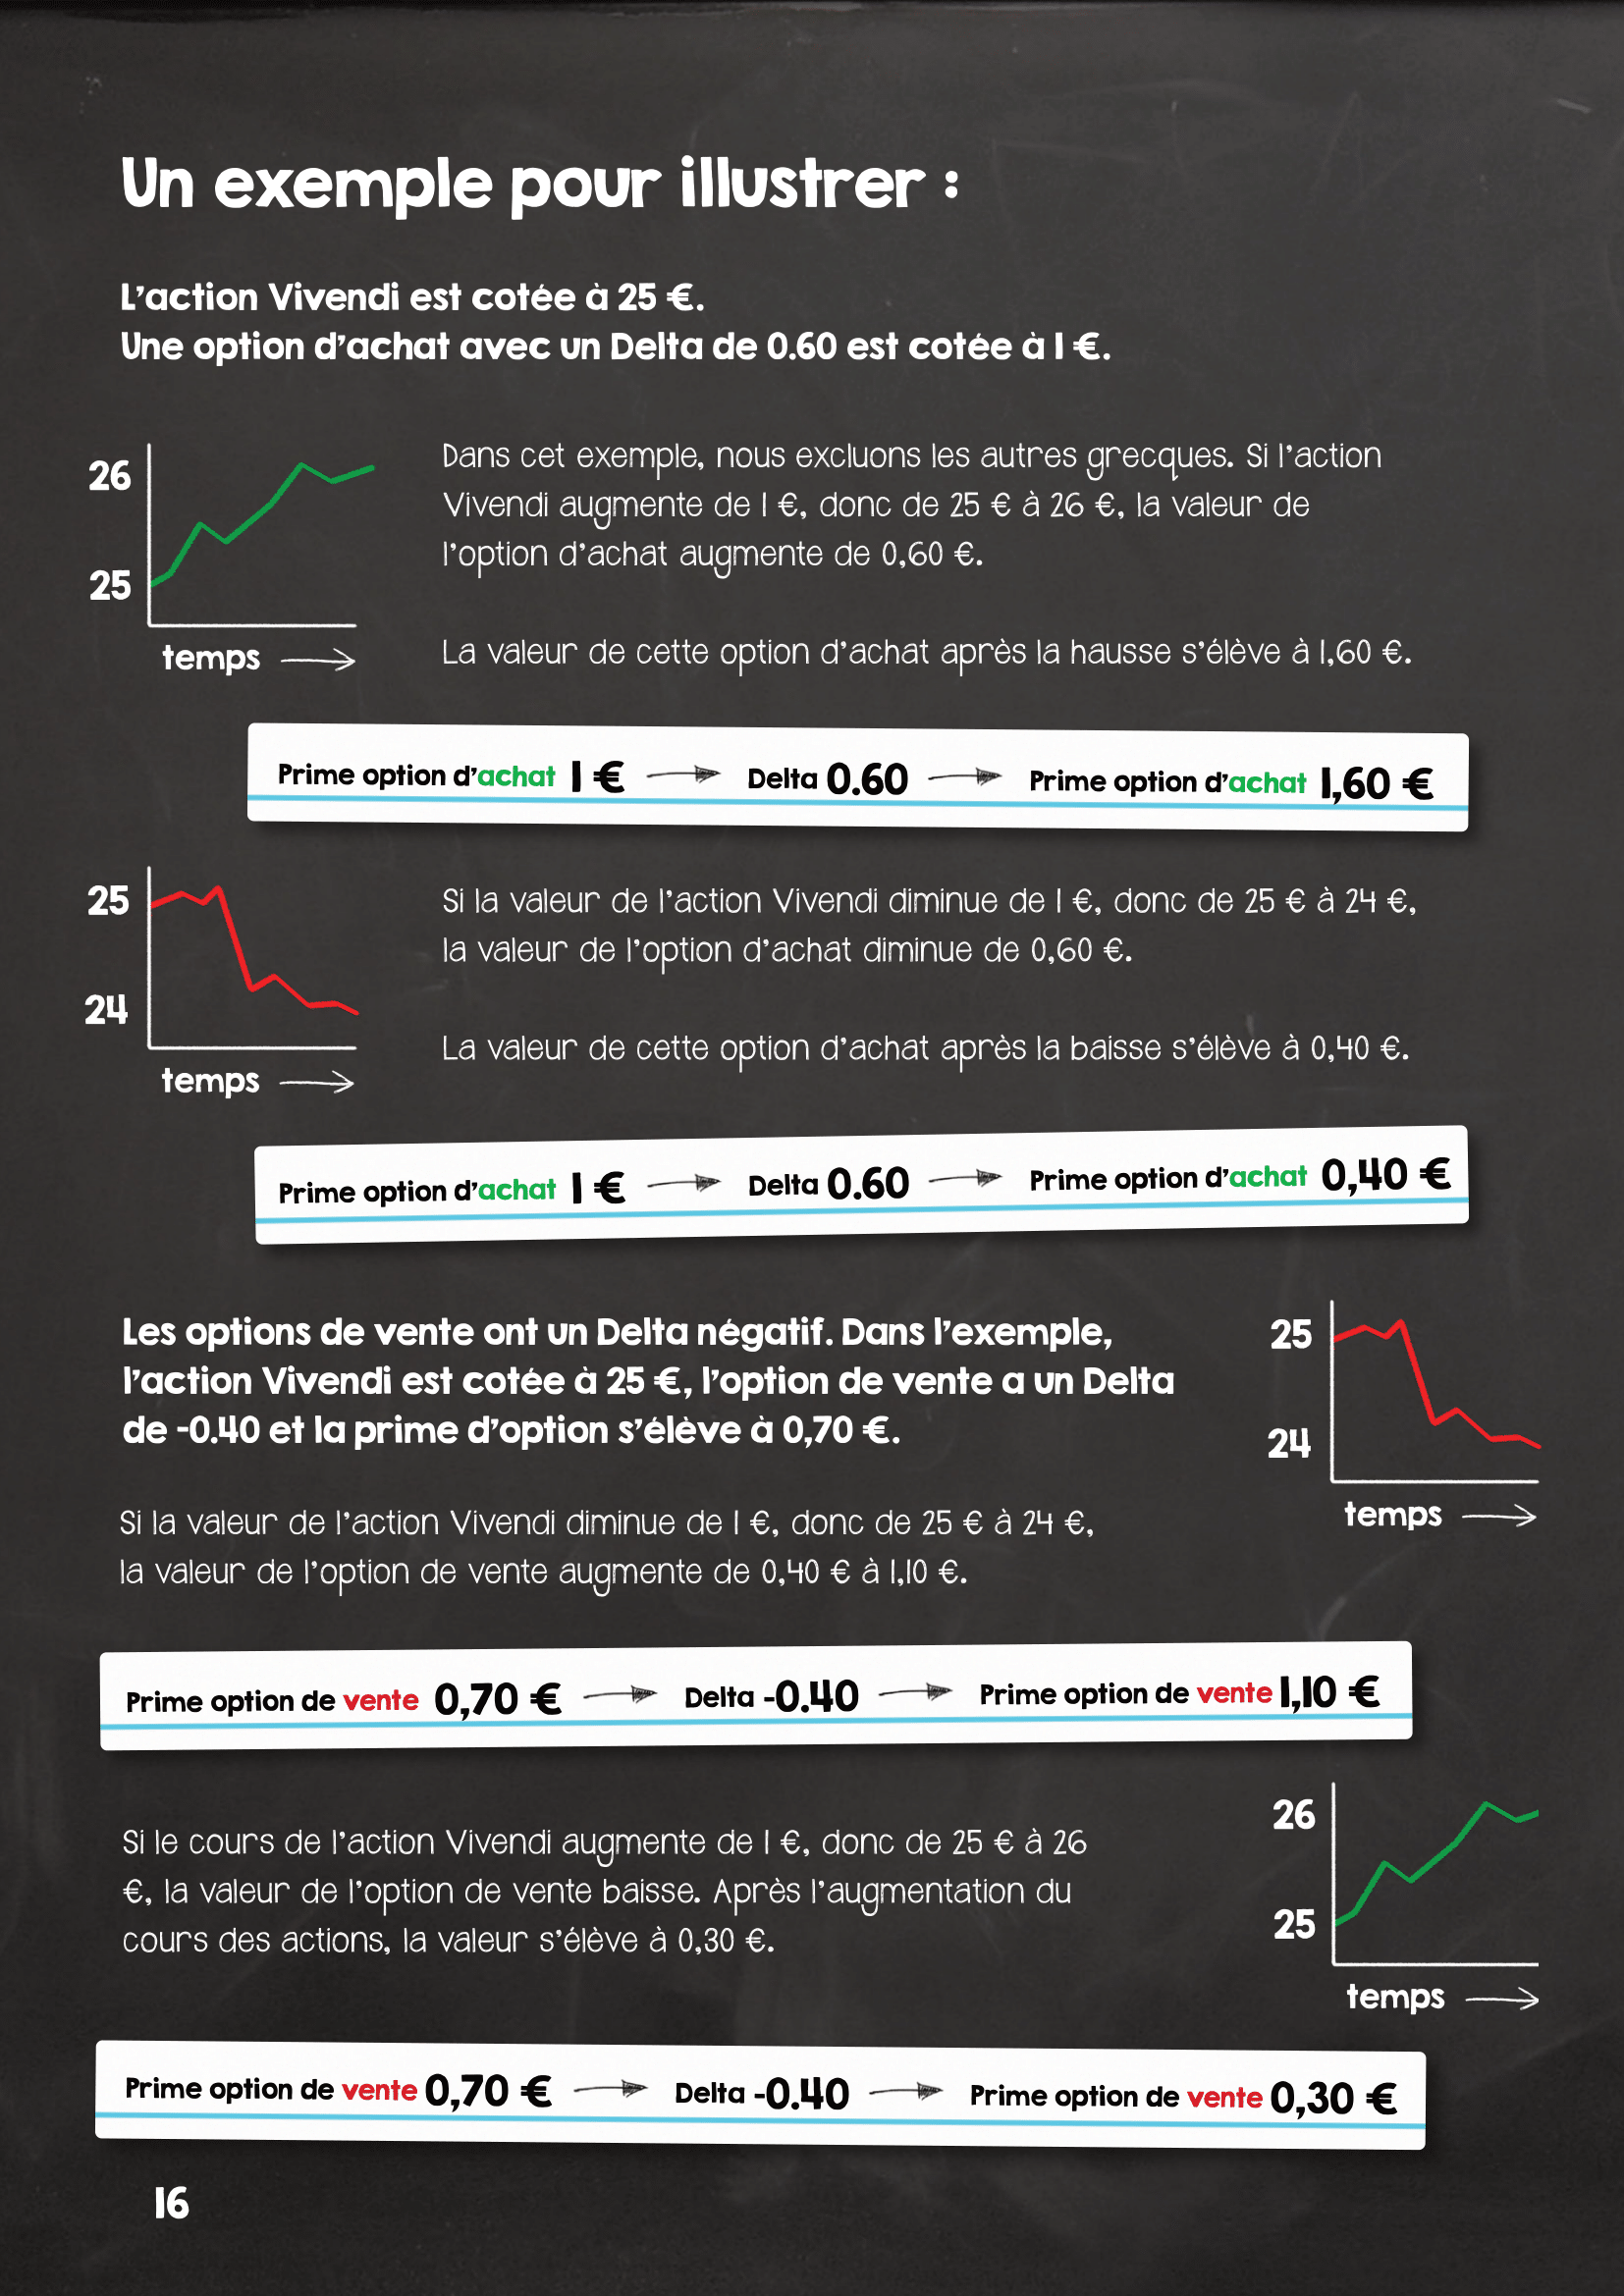 Un exemple pour illustrer :
L'action Vivendi est cotée à 25 €.
Une option d'achat avec un Delta de 0.60 est cotée à 1 €.
26
25
temps
Dans cet exemple, nous excluons les autres grecques. Si l'action
Vivendi augmente de 1 €, donc de 25 € à 26 €, la valeur de
l'option d'achat augmente de 0,60 €.
La valeur de cette option d'achat après la hausse s'élève à 1,60 €.
Prime option d'achat 1 € Delta 0.60 Prime option d'achat 1,60 €
25
24
temps
Si la valeur de l'action Vivendi diminue de 1 €, donc de 25 € à 24 €,
la valeur de l'option d'achat diminue de 0,60 €.
La valeur de cette option d'achat après la baisse s'élève à 0,40 €.
Prime option d'achat 1 € Delta 0.60 Prime option d'achat 0,40 €
Les options de vente ont un Delta négatif. Dans l'exemple,
l'action Vivendi est cotée à 25 €, l'option de vente a un Delta
de -0.40 et la prime d'option s'élève à 0,70 €.
Si la valeur de l'action Vivendi diminue de 1 €, donc de 25 € à 24 €,
la valeur de l'option de vente augmente de 0,40 € à 1,10 €.
25
24
temps
Prime option de vente 0,70 € Delta -0.40 Prime option de vente 1,10 €
Si le cours de l'action Vivendi augmente de 1 €, donc de 25 € à 26
€, la valeur de l'option de vente baisse. Après l'augmentation du
cours des actions, la valeur s'élève à 0,30 €.
26
25
temps
Prime option de vente 0,70 € Delta -0.40 Prime option de vente 0,30 €
16